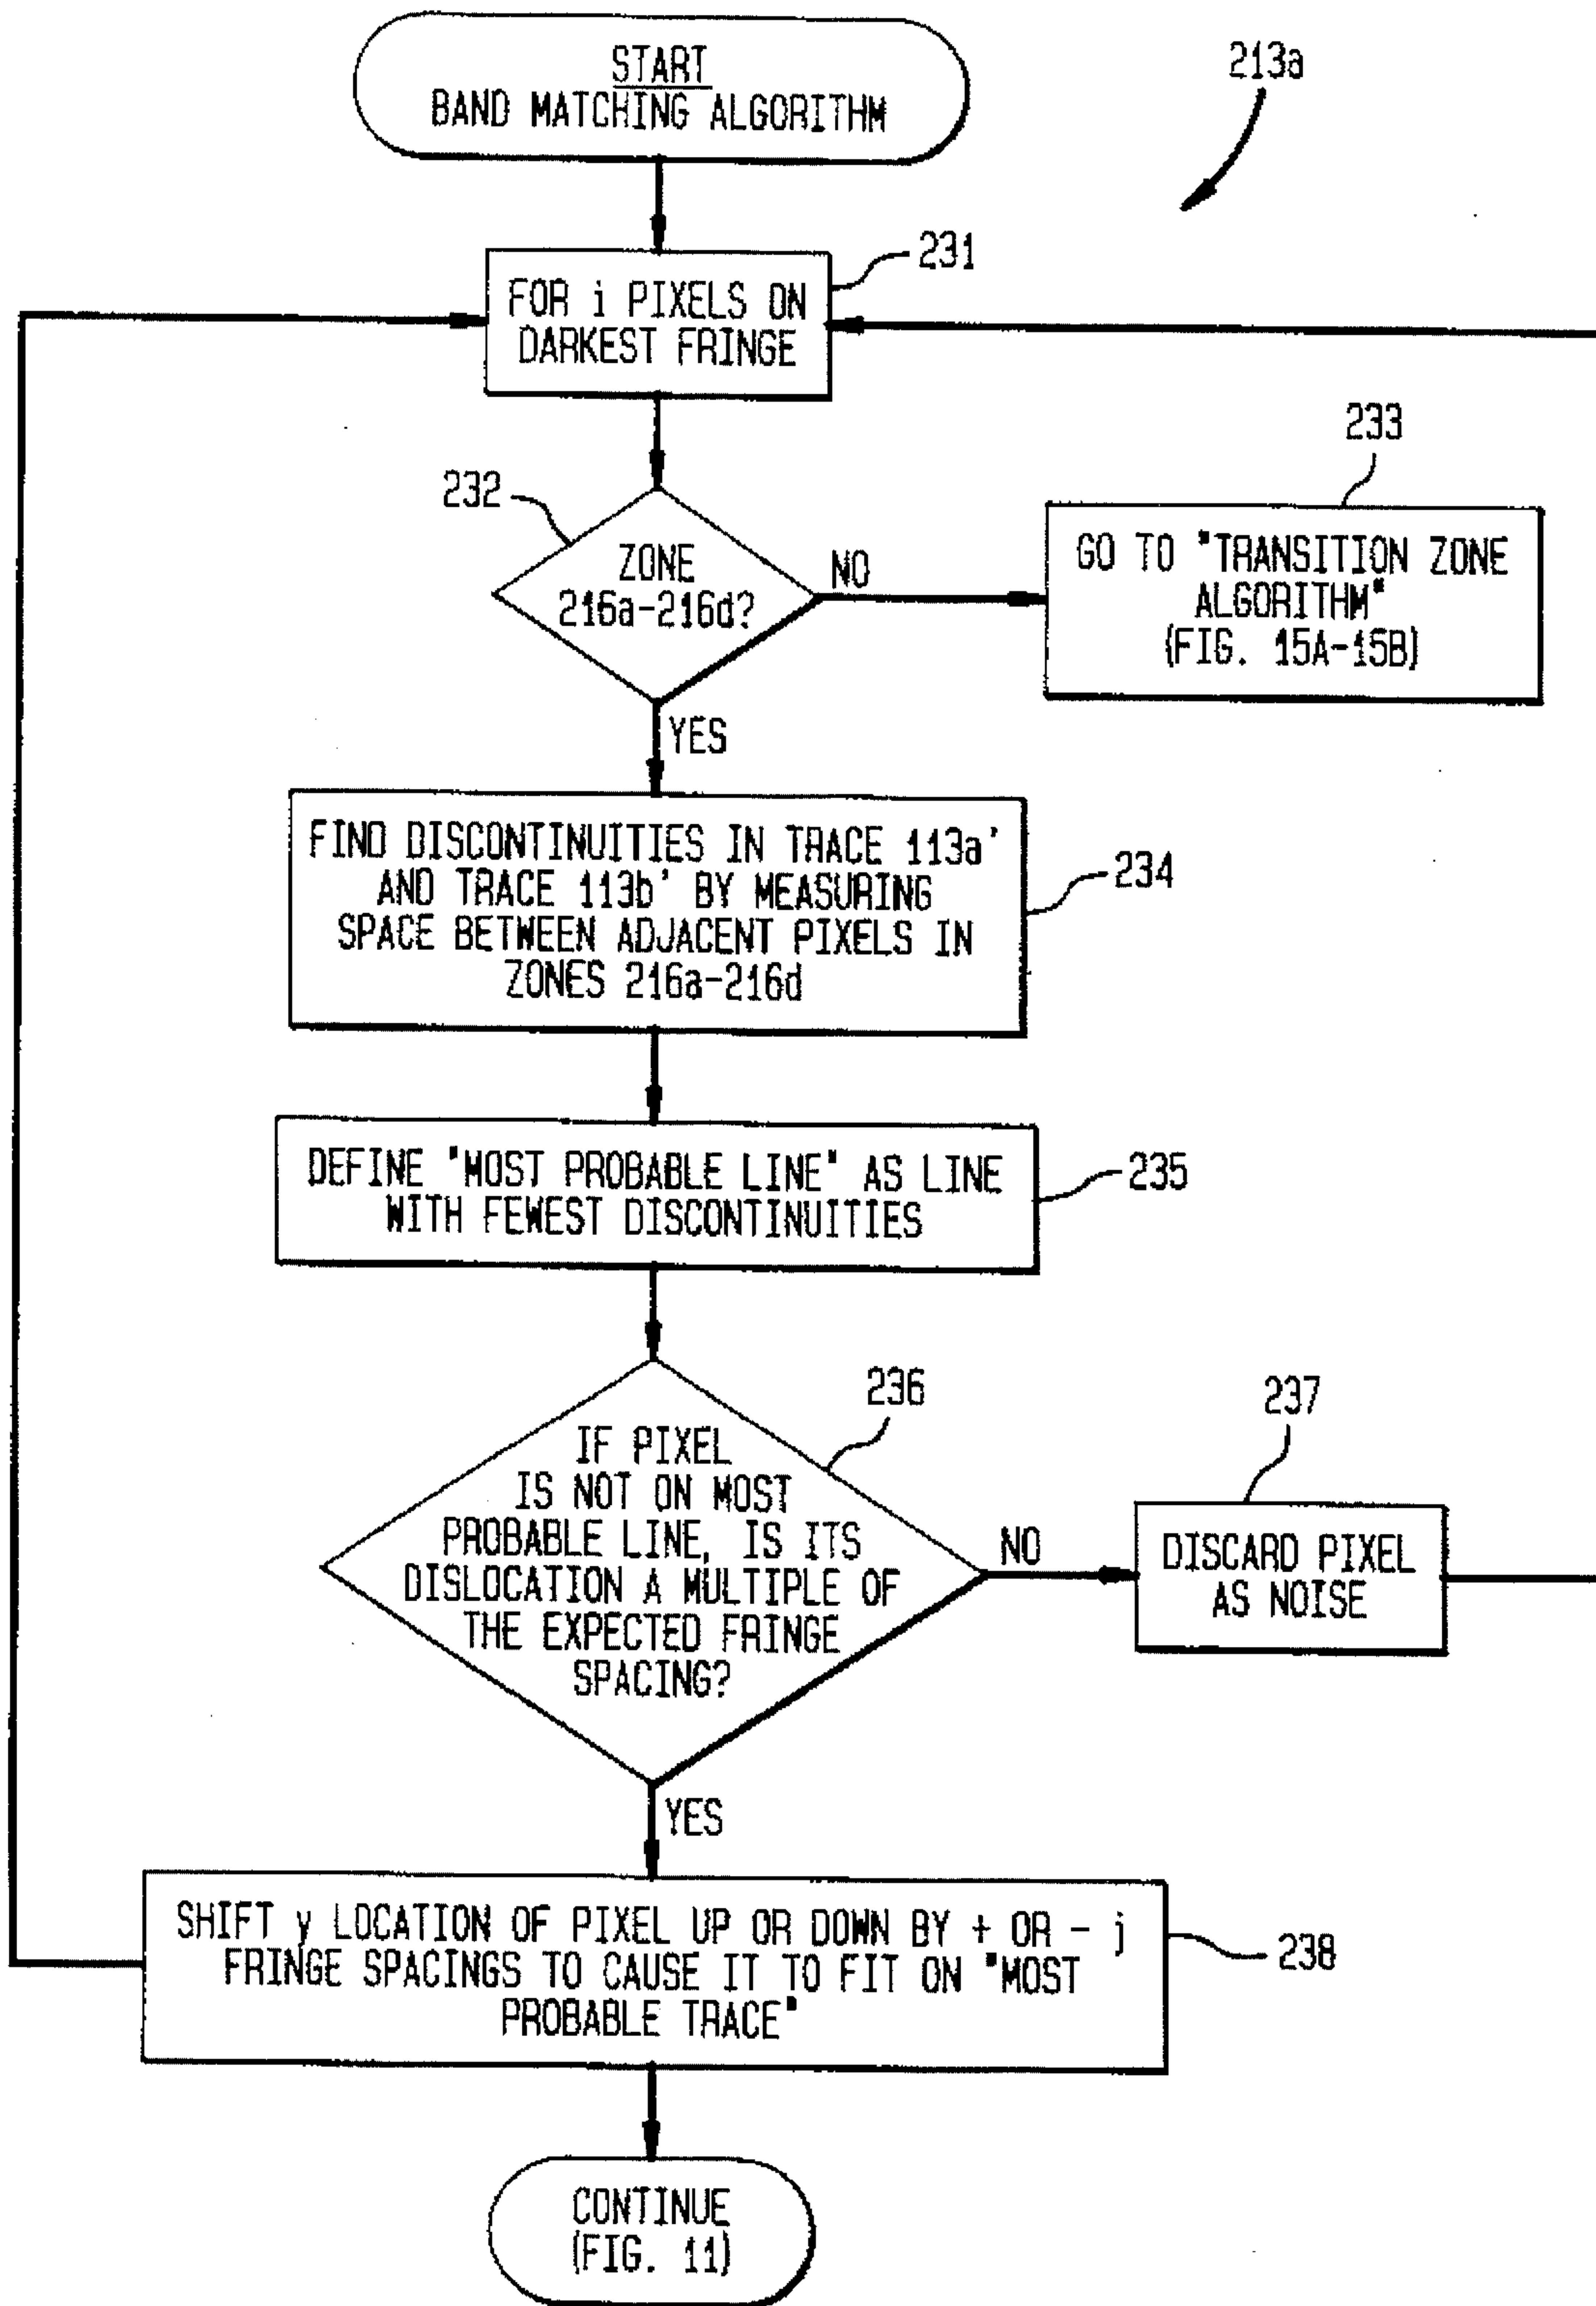 START
BAND MATCHING ALGORITHM
213a
231
FOR i PIXELS ON
DARKEST FRINGE
232
ZONE
216a-216d?
NO
233
GO TO "TRANSITION ZONE
ALGORITHM"
(FIG. 15A-15B)
YES
FIND DISCONTINUITIES IN TRACE 113a'
AND TRACE 113b' BY MEASURING
SPACE BETWEEN ADJACENT PIXELS IN
ZONES 216a-216d
234
DEFINE "MOST PROBABLE LINE" AS LINE
WITH FEWEST DISCONTINUITIES
235
236
IF PIXEL
IS NOT ON MOST
PROBABLE LINE, IS ITS
DISLOCATION A MULTIPLE OF
THE EXPECTED FRINGE
SPACING?
NO
237
DISCARD PIXEL
AS NOISE
YES
SHIFT y LOCATION OF PIXEL UP OR DOWN BY + OR - j
FRINGE SPACINGS TO CAUSE IT TO FIT ON "MOST
PROBABLE TRACE"
238
CONTINUE
(FIG. 11)